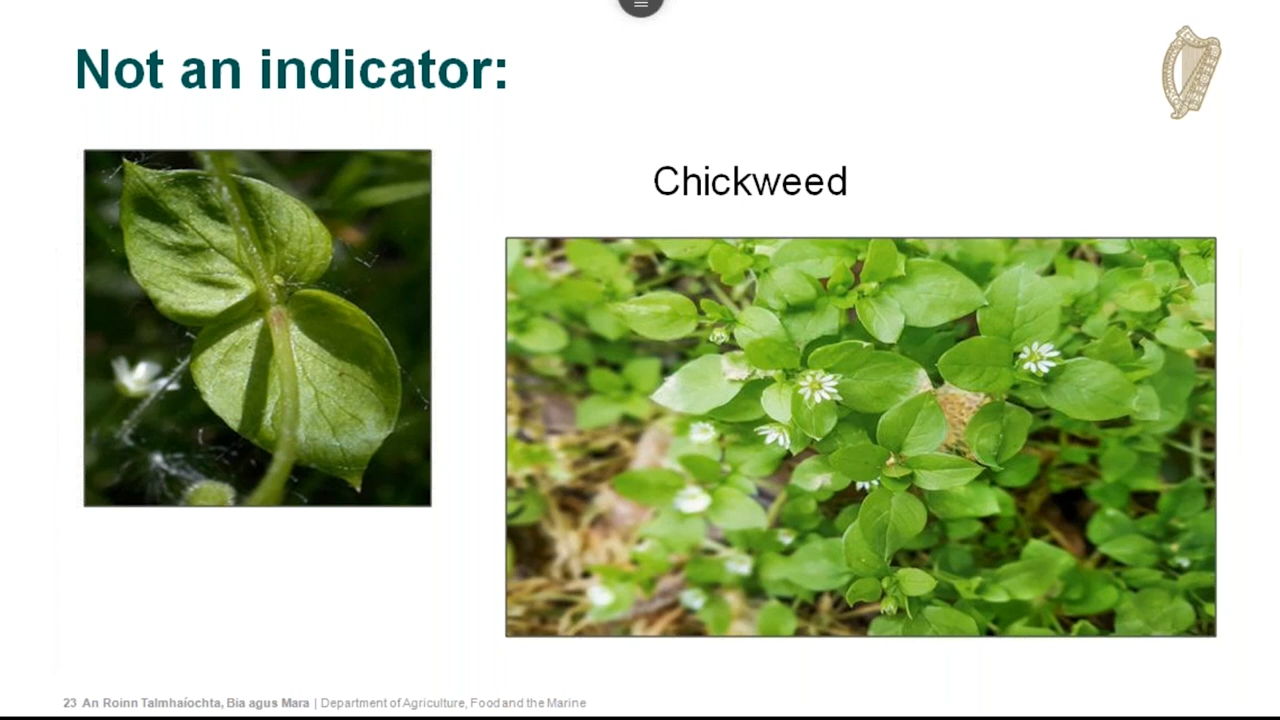 Not an indicator:
Chickweed
23 An Roinn Talmhaíochta, Bia agus Mara | Department of Agriculture, Food and the Marine